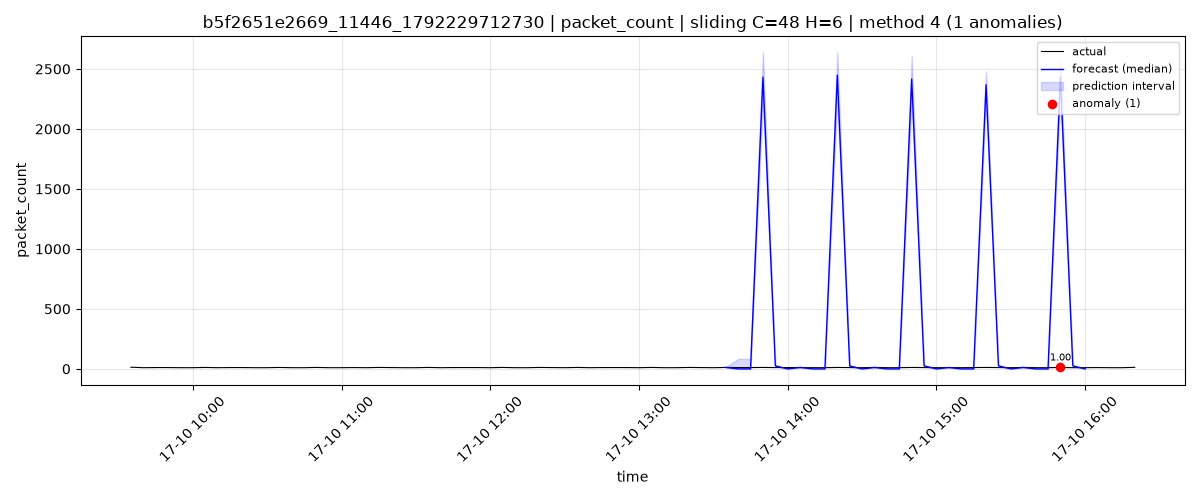 b5f2651e2669_11446_1792229712730 | packet_count | sliding C=48 H=6 | method 4 (1 anomalies)
actual
forecast (median)
prediction interval
anomaly (1)
packet_count
2500
2000
1500
1000
500
0
1.00
17-10 10:00
17-10 11:00
17-10 12:00
17-10 13:00
17-10 14:00
17-10 15:00
17-10 16:00
time